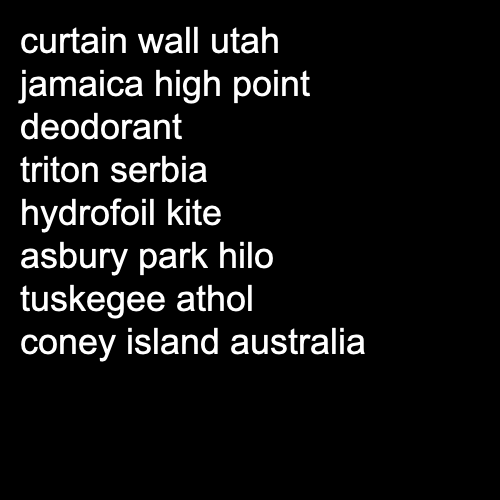 curtain wall utah
jamaica high point
deodorant
triton serbia
hydrofoil kite
asbury park hilo
tuskegee athol
coney island australia